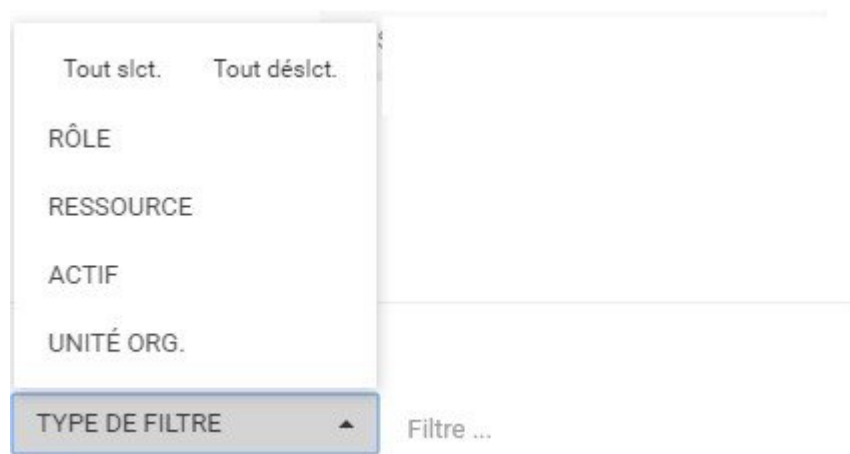 Tout slct. Tout déslct.
RÔLE
RESSOURCE
ACTIF
UNITÉ ORG.
TYPE DE FILTRE
Filtre ...